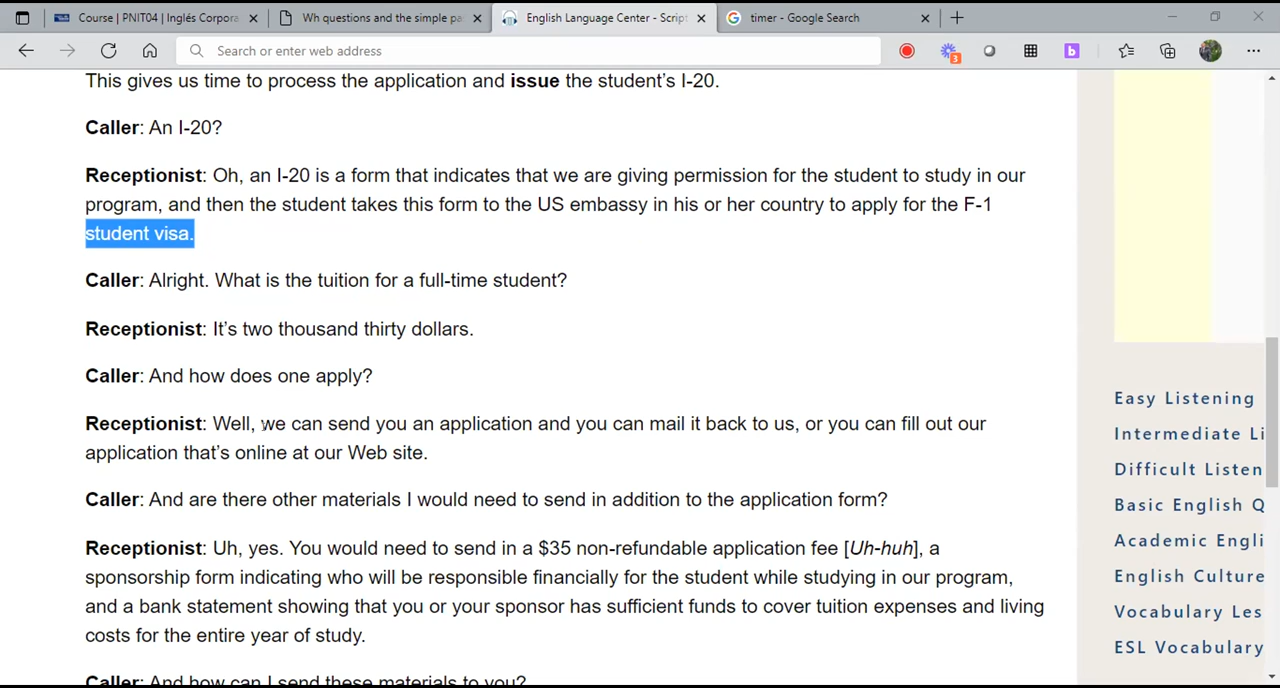 Course | PNIT04 | Inglés Corpora
Wh questions and the simple pa
English Language Center - Script
timer - Google Search
Search or enter web address
3
b
This gives us time to process the application and issue the student's I-20.
Caller: An I-20?
Receptionist: Oh, an I-20 is a form that indicates that we are giving permission for the student to study in our
program, and then the student takes this form to the US embassy in his or her country to apply for the F-1
student visa.
Caller: Alright. What is the tuition for a full-time student?
Receptionist: It's two thousand thirty dollars.
Caller: And how does one apply?
Receptionist: Well, we can send you an application and you can mail it back to us, or you can fill out our
application that's online at our Web site.
Caller: And are there other materials I would need to send in addition to the application form?
Receptionist: Uh, yes. You would need to send in a $35 non-refundable application fee [Uh-huh], a
sponsorship form indicating who will be responsible financially for the student while studying in our program,
and a bank statement showing that you or your sponsor has sufficient funds to cover tuition expenses and living
costs for the entire year of study.
Caller: And how can I send these materials to you?
Easy Listening
Intermediate Li
Difficult Listen
Basic English Q
Academic Engli
English Culture
Vocabulary Les
ESL Vocabulary